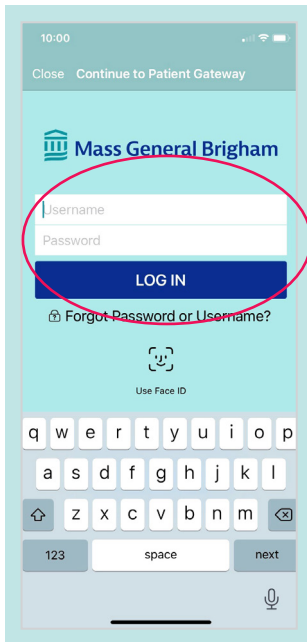 10:00
Close Continue to Patient Gateway
Mass General Brigham
Username
Password
LOG IN
Forgot Password or Username?
Use Face ID
q w e r t y u i o p
a s d f g h j k l
z x c v b n m
123 space next